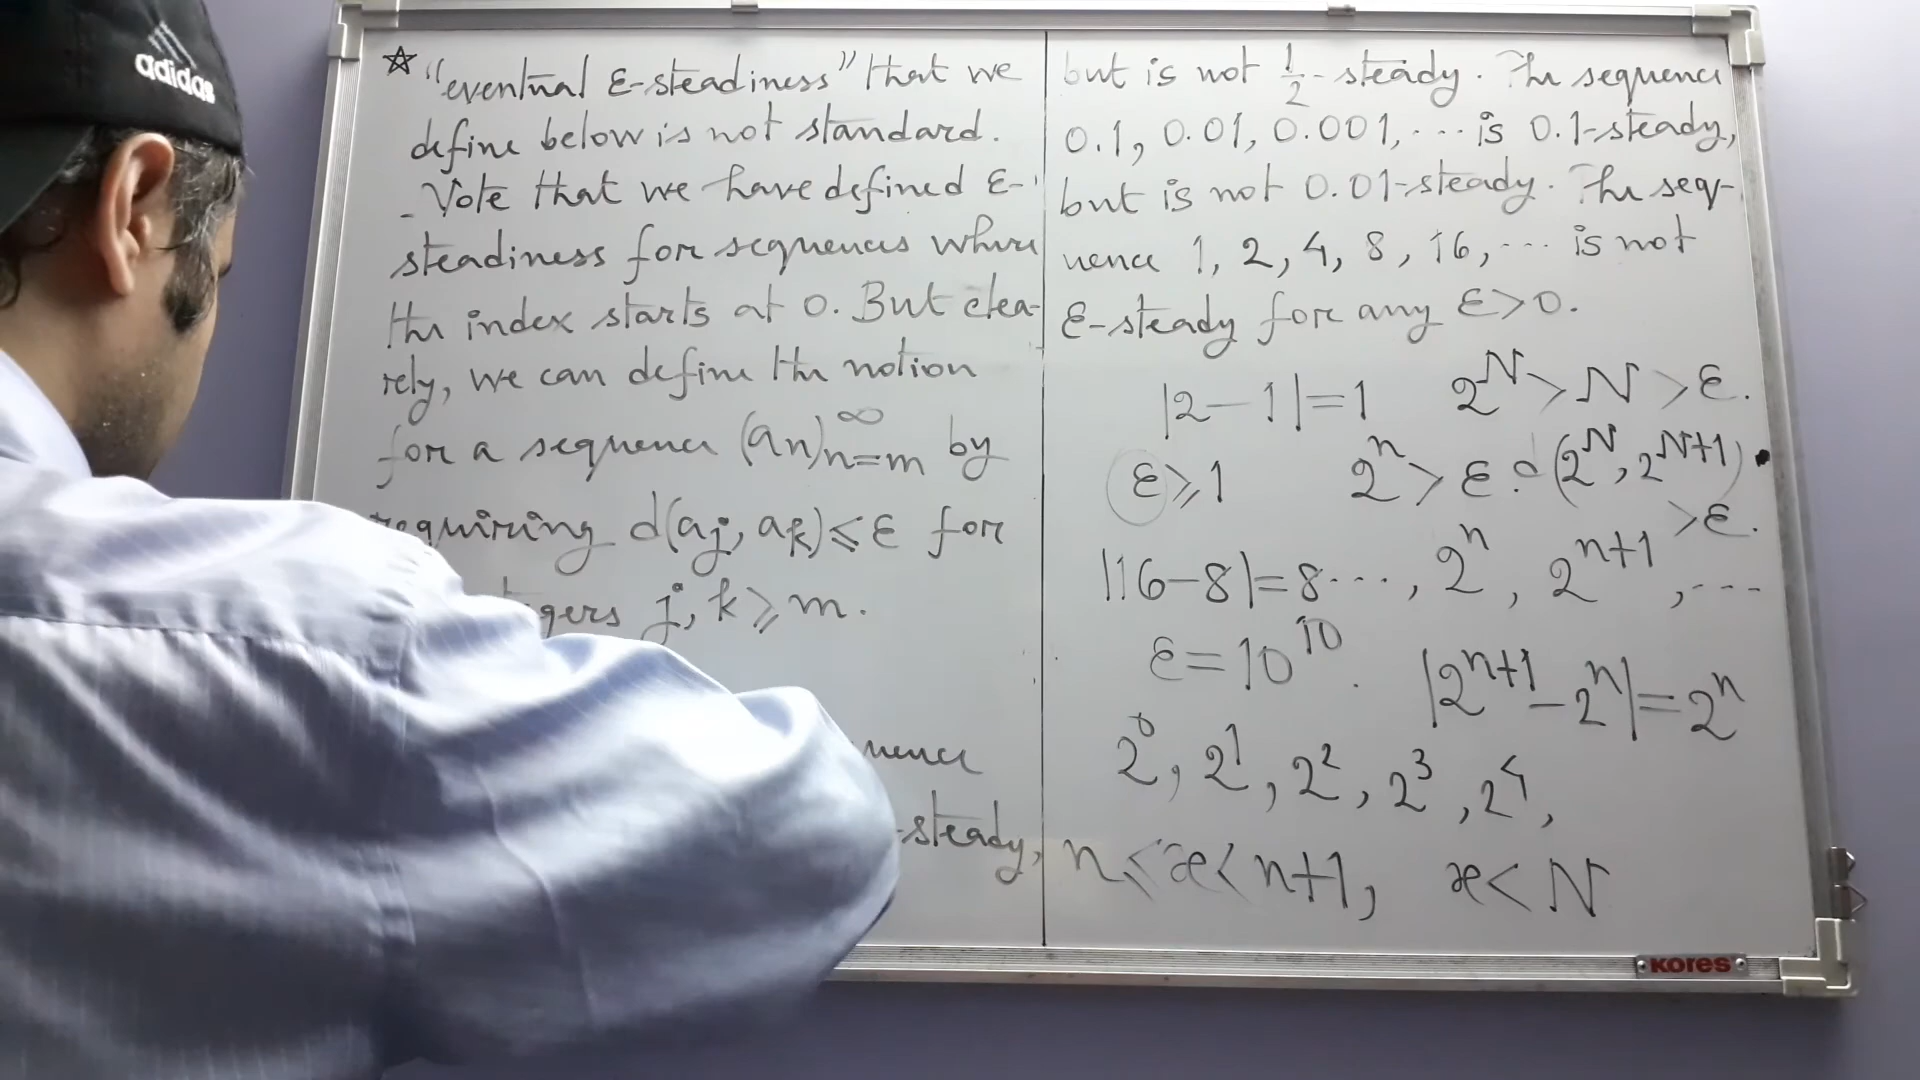 adidas
☆ "eventual ε-steadiness" that we
define below is not standard.
Note that we have defined ε-
steadiness for sequences where
the index starts at 0. But clea-
rely, we can define the notion
for a sequence (an)∞n=m by
requiring d(aj, ak)⩽ε for
tegers j, k⩾m.
uence
-steady,
but is not 1/2-steady. The sequence
0.1, 0.01, 0.001, ... is 0.1-steady,
but is not 0.01-steady. The seq-
uence 1, 2, 4, 8, 16, ... is not
ε-steady for any ε>0.
|2-1|=1 2^N>N>ε.
ε⩾1 2^n>ε. d(2^N, 2^{N+1})
>ε.
|16-8|=8 ..., 2^n, 2^{n+1}, ...
ε=10^10. |2^{n+1}-2^n|=2^n
2^0, 2^1, 2^2, 2^3, 2^4,
n⩽x<n+1, x<N
KORES